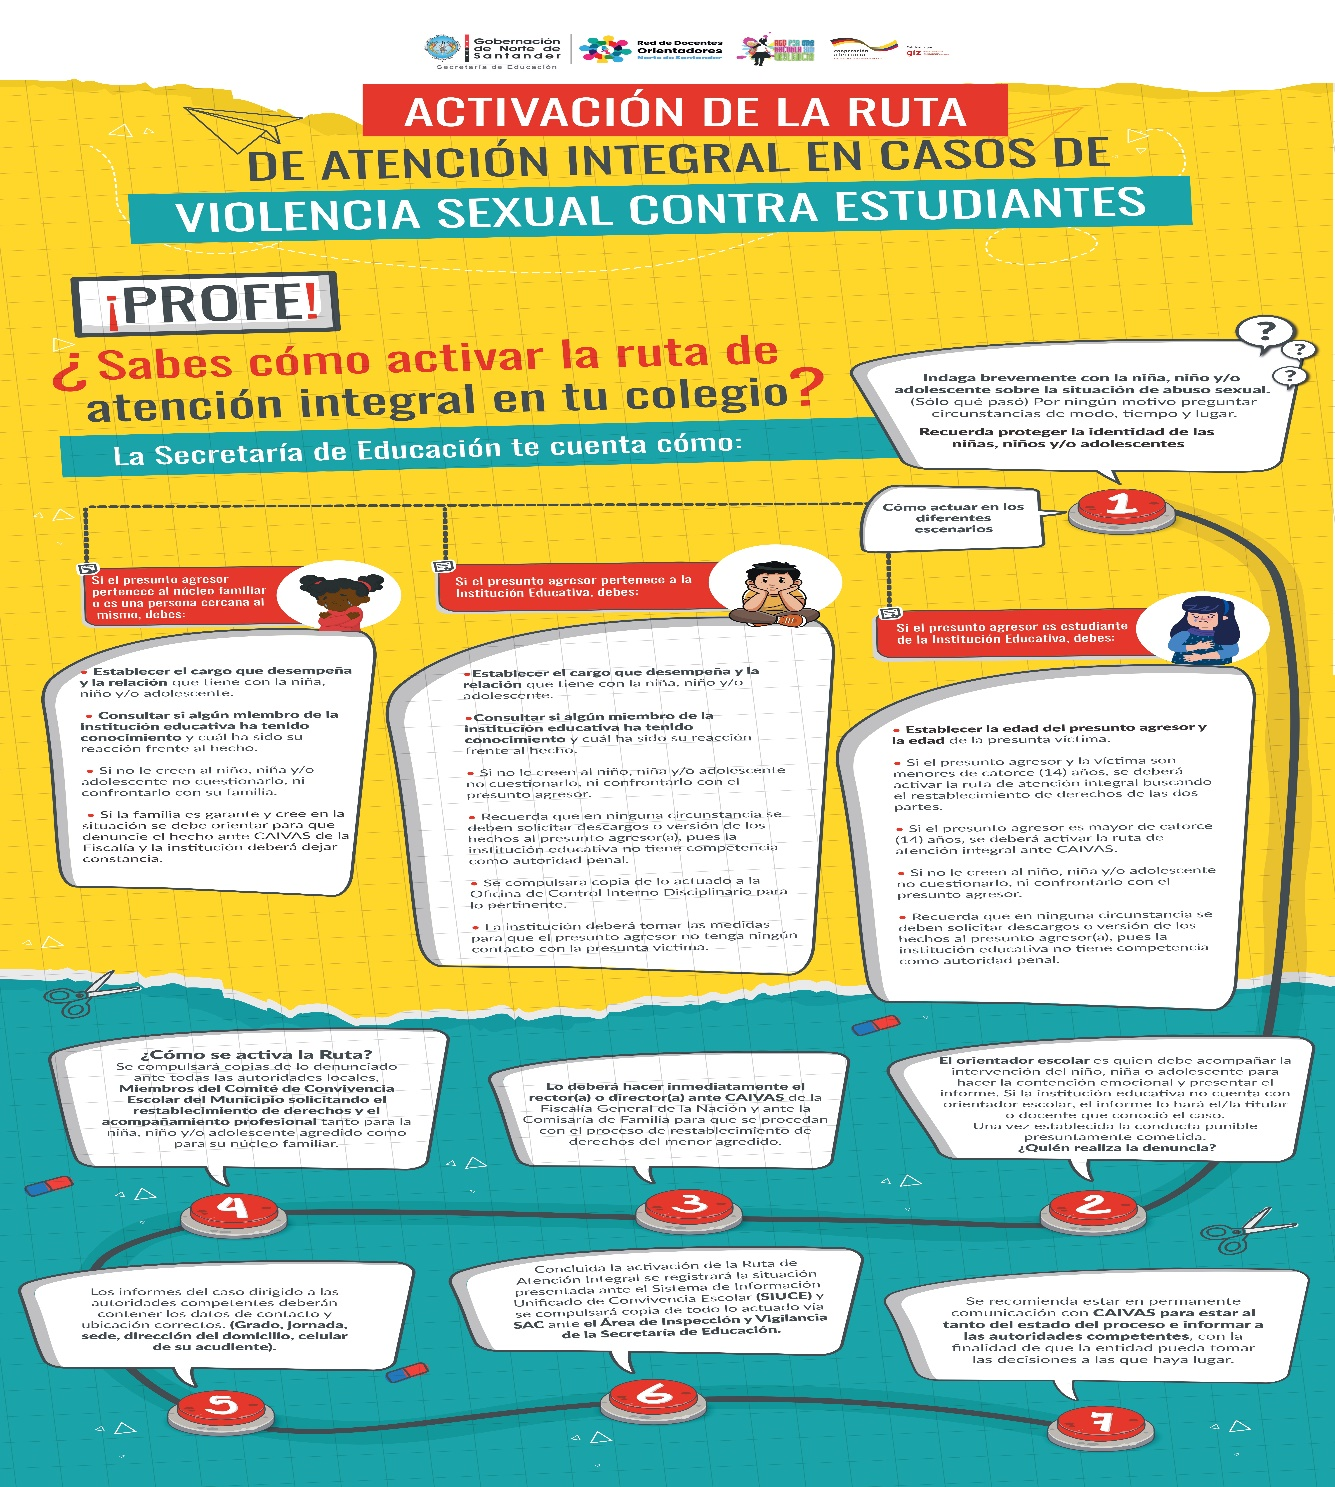 Gobernación
de Norte de
Santander
Secretaría de Educación
Red de Docentes
Orientadores
Norte de Santander
giz
ACTIVACIÓN DE LA RUTA
DE ATENCIÓN INTEGRAL EN CASOS DE
VIOLENCIA SEXUAL CONTRA ESTUDIANTES
¡PROFE!
¿Sabes cómo activar la ruta de
atención integral en tu colegio?
La Secretaría de Educación te cuenta cómo:
?
?
?
Indaga brevemente con la niña, niño y/o
adolescente sobre la situación de abuso sexual.
(Sólo qué pasó) Por ningún motivo preguntar
circunstancias de modo, tiempo y lugar.
Recuerda proteger la identidad de las
niñas, niños y/o adolescentes
1
Cómo actuar en los
diferentes
escenarios
Si el presunto agresor
pertenece al núcleo familiar
o es una persona cercana al
mismo, debes:
• Establecer el cargo que desempeña
y la relación que tiene con la niña,
niño y/o adolescente.
• Consultar si algún miembro de la
institución educativa ha tenido
conocimiento y cuál ha sido su
reacción frente al hecho.
• Si no le creen al niño, niña y/o
adolescente no cuestionarlo, ni
confrontarlo con su familia.
• Si la familia es garante y cree en la
situación se debe orientar para que
denuncie el hecho ante CAIVAS de la
Fiscalía y la institución deberá dejar
constancia.
Si el presunto agresor pertenece a la
Institución Educativa, debes:
•Establecer el cargo que desempeña y la
relación que tiene con la niña, niño y/o
adolescente.
•Consultar si algún miembro de la
institución educativa ha tenido
conocimiento y cuál ha sido su reacción
frente al hecho.
• Si no le creen al niño, niña y/o adolescente
no cuestionarlo, ni confrontarlo con el
presunto agresor.
• Recuerda que en ninguna circunstancia se
deben solicitar descargos o versión de los
hechos al presunto agresor(a), pues la
institución educativa no tiene competencia
como autoridad penal.
• Se compulsara copia de lo actuado a la
Oficina de Control Interno Disciplinario para
lo pertinente.
• La institución deberá tomar las medidas
para que el presunto agresor no tenga ningún
contacto con la presunta víctima.
Si el presunto agresor es estudiante
de la Institución Educativa, debes:
• Establecer la edad del presunto agresor y
la edad de la presunta víctima.
• Si el presunto agresor y la víctima son
menores de catorce (14) años, se deberá
activar la ruta de atención integral buscando
el restablecimiento de derechos de las dos
partes.
• Si el presunto agresor es mayor de catorce
(14) años, se deberá activar la ruta de
atención integral ante CAIVAS.
• Si no le creen al niño, niña y/o adolescente
no cuestionarlo, ni confrontarlo con el
presunto agresor.
• Recuerda que en ninguna circunstancia se
deben solicitar descargos o versión de los
hechos al presunto agresor(a), pues la
institución educativa no tiene competencia
como autoridad penal.
El orientador escolar es quien debe acompañar la
intervención del niño, niña o adolescente para
hacer la contención emocional y presentar el
informe. Si la institución educativa no cuenta con
orientador escolar, el informe lo hará el/la titular
o docente que conoció el caso.
Una vez establecida la conducta punible
presuntamente cometida.
¿Quién realiza la denuncia?
2
Lo deberá hacer inmediatamente el
rector(a) o director(a) ante CAIVAS de la
Fiscalía General de la Nación y ante la
Comisaría de Familia para que se procedan
con el proceso de restablecimiento de
derechos del menor agredido.
3
¿Cómo se activa la Ruta?
Se compulsará copias de lo denunciado
ante todas las autoridades locales,
Miembros del Comité de Convivencia
Escolar del Municipio solicitando el
restablecimiento de derechos y el
acompañamiento profesional tanto para la
niña, niño y/o adolescente agredido como
para su núcleo familiar.
4
Los informes del caso dirigido a las
autoridades competentes deberán
contener los datos de contacto y
ubicación correctos. (Grado, jornada,
sede, dirección del domicilio, celular
de su acudiente).
5
Concluida la activación de la Ruta de
Atención Integral se registrará la situación
presentada ante el Sistema de Información
Unificado de Convivencia Escolar (SIUCE) y
se compulsará copia de todo lo actuado vía
SAC ante el Área de Inspección y Vigilancia
de la Secretaría de Educación.
6
Se recomienda estar en permanente
comunicación con CAIVAS para estar al
tanto del estado del proceso e informar a
las autoridades competentes, con la
finalidad de que la entidad pueda tomar
las decisiones a las que haya lugar.
7